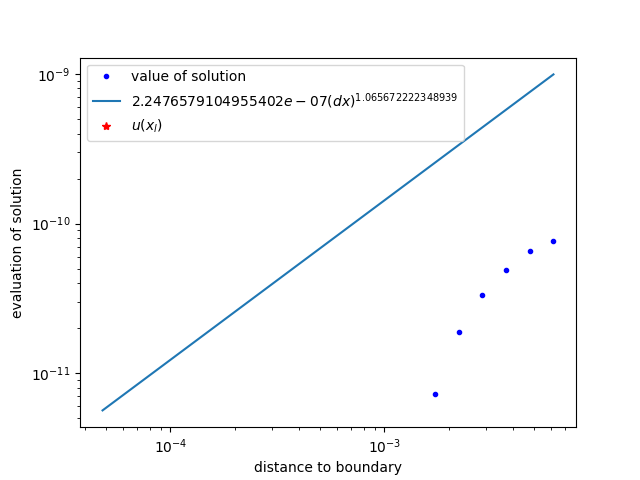 value of solution
2.2476579104955402e − 07(dx)^1.065672222348939
u(x_l)
evaluation of solution
10^−9
10^−10
10^−11
10^−4
10^−3
distance to boundary